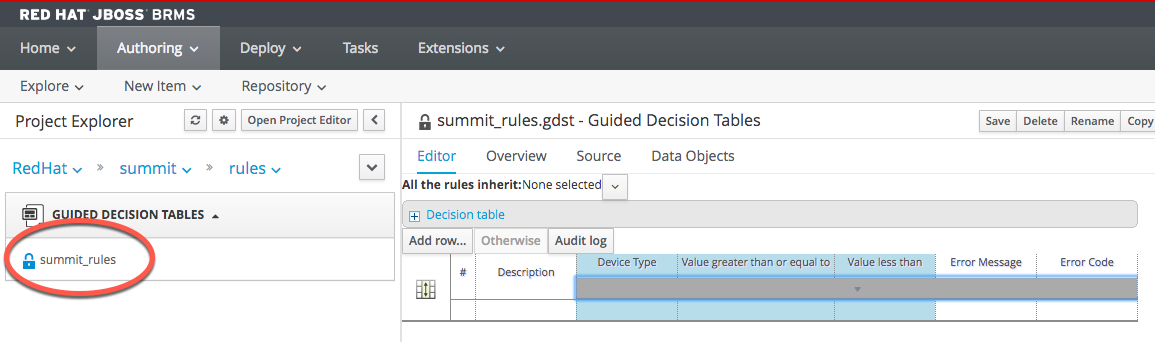 RED HAT JBOSS BRMS
Home Authoring Deploy Tasks Extensions
Explore New Item Repository
Project Explorer Open Project Editor
RedHat » summit » rules
GUIDED DECISION TABLES
summit_rules
summit_rules.gdst - Guided Decision Tables Save Delete Rename Copy
Editor Overview Source Data Objects
All the rules inherit:None selected
Decision table
Add row... Otherwise Audit log
# Description Device Type Value greater than or equal to Value less than Error Message Error Code